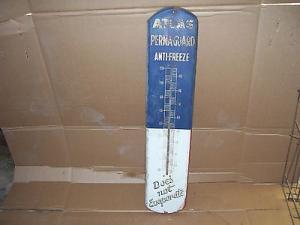 ATLAS
PERMA-GUARD
ANTI-FREEZE
Does
not
Evaporate